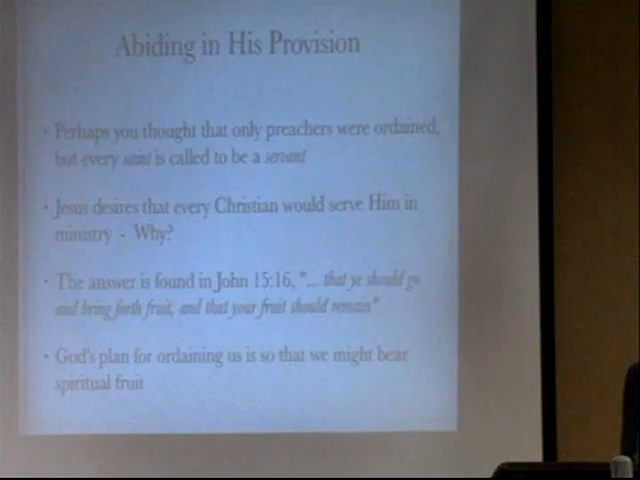 Abiding in His Provision
• Perhaps you thought that only preachers were ordained,
but every saint is called to be a servant
• Jesus desires that every Christian would serve Him in
ministry - Why?
• The answer is found in John 15:16, "... that ye should go
and bring forth fruit, and that your fruit should remain"
• God's plan for ordaining us is so that we might bear
spiritual fruit